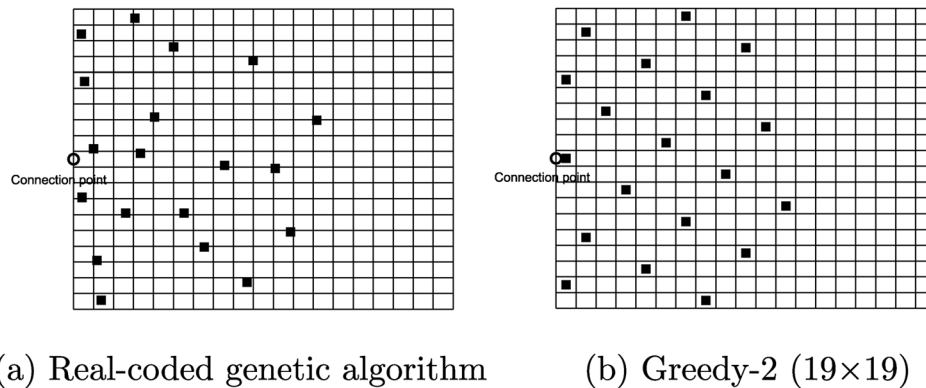 Connection point
Connection point
a) Real-coded genetic algorithm
(b) Greedy-2 (19×19)